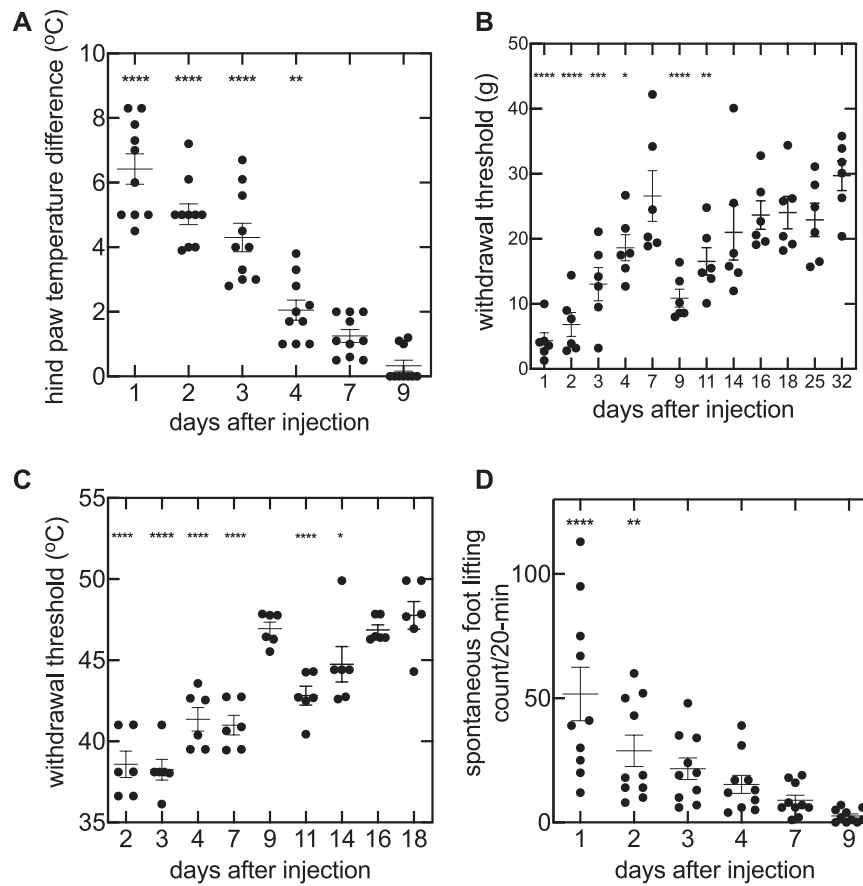 A
hind paw temperature difference (ºC)
10
8
6
4
2
0
**** **** **** **
1 2 3 4 7 9
days after injection
B
withdrawal threshold (g)
50
40
30
20
10
0
**** **** *** * **** **
1 2 3 4 7 9 11 14 16 18 25 32
days after injection
C
withdrawal threshold (ºC)
55
50
45
40
35
**** **** **** **** **** *
2 3 4 7 9 11 14 16 18
days after injection
D
spontaneous foot lifting
count/20-min
100
50
0
**** **
1 2 3 4 7 9
days after injection